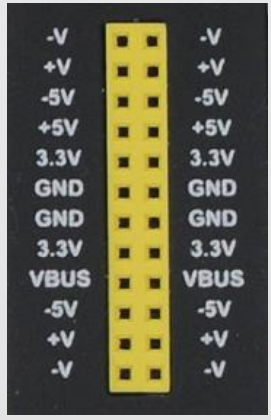 -V -V
+V +V
-5V -5V
+5V +5V
3.3V 3.3V
GND GND
GND GND
3.3V 3.3V
VBUS VBUS
-5V -5V
+V +V
-V -V